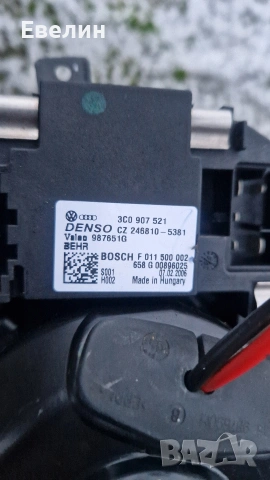 Евелин
3C0 907 521
DENSO CZ 246810-5381
Valeo 987651G
BEHR
BOSCH F 011 500 002
658 G 00896025
S001 07.02.2006
H002 Made in Hungary
BAZAR